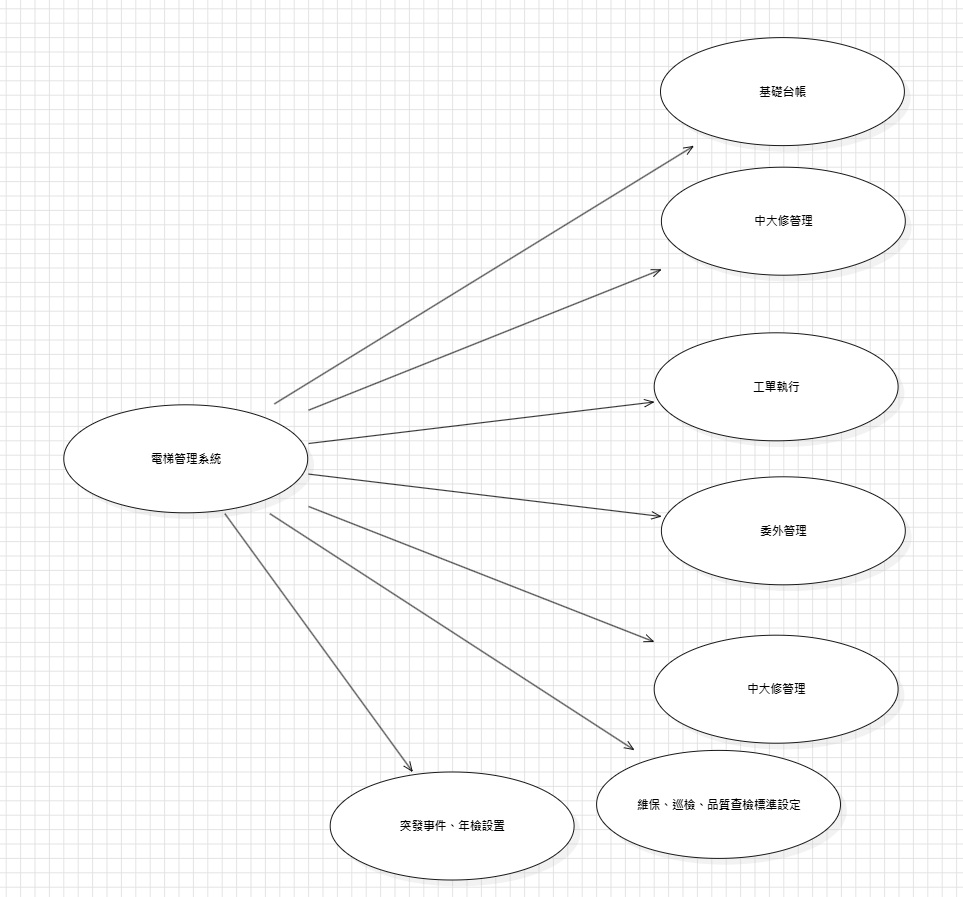 基礎台帳
中大修管理
工單執行
電梯管理系統
委外管理
中大修管理
維保、巡檢、品質查檢標準設定
突發事件、年檢設置